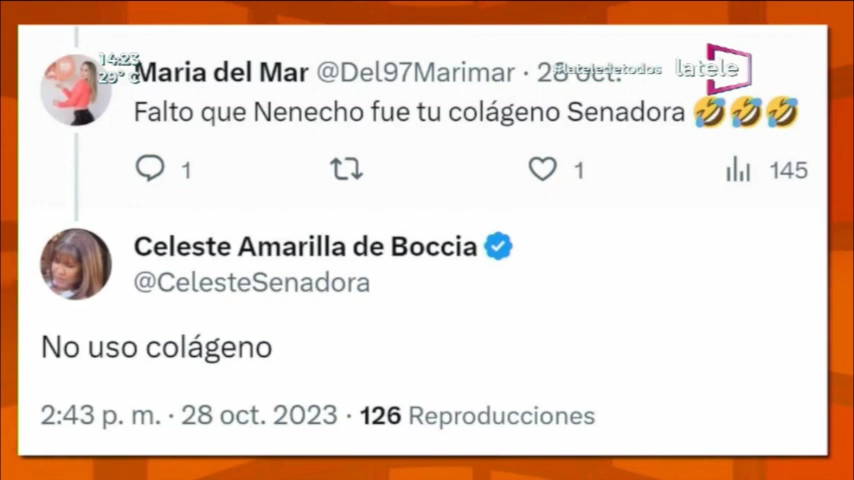 14:23
29° C
Maria del Mar @Del97Marimar · 28 oct.
#lateledetodos
latele
Falto que Nenecho fue tu colágeno Senadora 🤣🤣🤣
1 1 145
Celeste Amarilla de Boccia
@CelesteSenadora
No uso colágeno
2:43 p. m. · 28 oct. 2023 · 126 Reproducciones